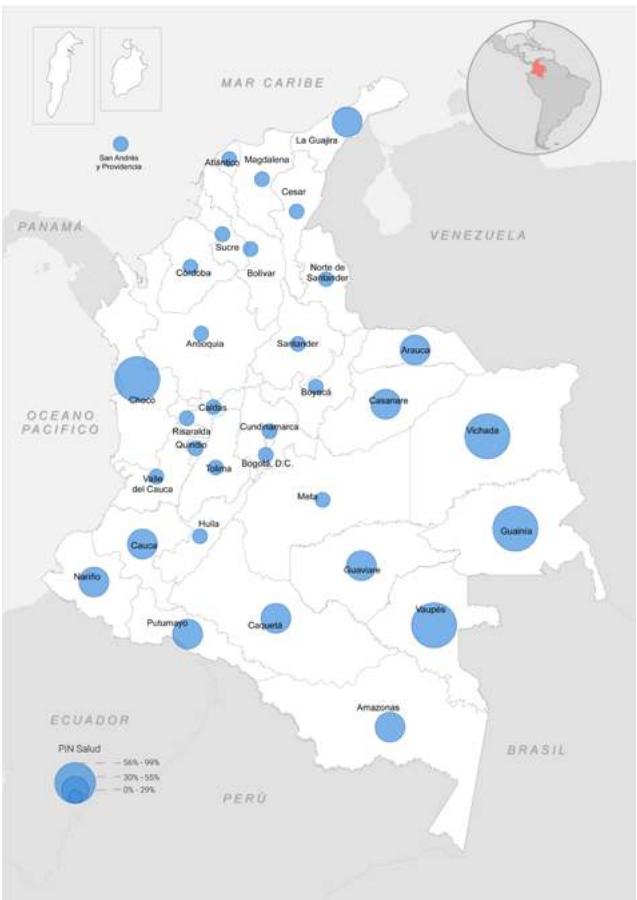 MAR CARIBE
La Guajira
San Andrés
y Providencia
Atlántico
Magdalena
Cesar
PANAMÁ
VENEZUELA
Sucre
Córdoba
Bolívar
Norte de
Santander
Antioquia
Santander
Arauca
Chocó
Boyacá
Casanare
OCEANO
PACIFICO
Caldas
Risaralda
Cundinamarca
Vichada
Quindío
Bogotá, D.C.
Tolima
Valle
del Cauca
Meta
Huila
Guainía
Cauca
Guaviare
Nariño
Vaupés
Putumayo
Caquetá
Amazonas
ECUADOR
BRASIL
PERÚ
PIN Salud
56% - 99%
30% - 55%
0% - 29%